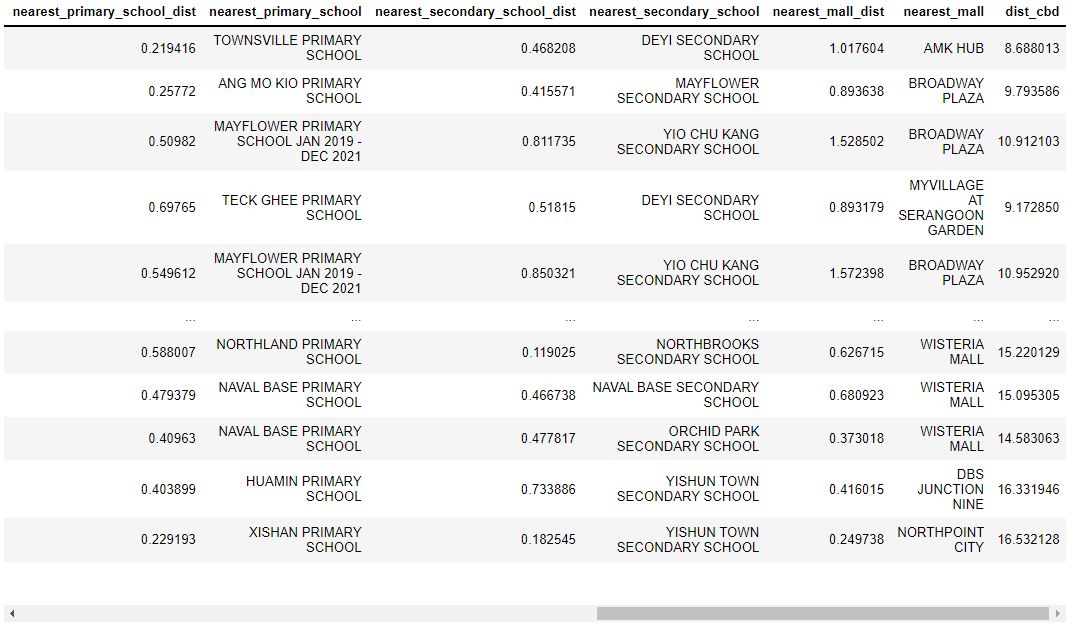 nearest_primary_school_dist nearest_primary_school nearest_secondary_school_dist nearest_secondary_school nearest_mall_dist nearest_mall dist_cbd
0.219416 TOWNSVILLE PRIMARY SCHOOL 0.468208 DEYI SECONDARY SCHOOL 1.017604 AMK HUB 8.688013
0.25772 ANG MO KIO PRIMARY SCHOOL 0.415571 MAYFLOWER SECONDARY SCHOOL 0.893638 BROADWAY PLAZA 9.793586
0.50982 MAYFLOWER PRIMARY SCHOOL JAN 2019 - DEC 2021 0.811735 YIO CHU KANG SECONDARY SCHOOL 1.528502 BROADWAY PLAZA 10.912103
0.69765 TECK GHEE PRIMARY SCHOOL 0.51815 DEYI SECONDARY SCHOOL 0.893179 MYVILLAGE AT SERANGOON GARDEN 9.172850
0.549612 MAYFLOWER PRIMARY SCHOOL JAN 2019 - DEC 2021 0.850321 YIO CHU KANG SECONDARY SCHOOL 1.572398 BROADWAY PLAZA 10.952920
... ... ... ... ... ... ...
0.588007 NORTHLAND PRIMARY SCHOOL 0.119025 NORTHBROOKS SECONDARY SCHOOL 0.626715 WISTERIA MALL 15.220129
0.479379 NAVAL BASE PRIMARY SCHOOL 0.466738 NAVAL BASE SECONDARY SCHOOL 0.680923 WISTERIA MALL 15.095305
0.40963 NAVAL BASE PRIMARY SCHOOL 0.477817 ORCHID PARK SECONDARY SCHOOL 0.373018 WISTERIA MALL 14.583063
0.403899 HUAMIN PRIMARY SCHOOL 0.733886 YISHUN TOWN SECONDARY SCHOOL 0.416015 DBS JUNCTION NINE 16.331946
0.229193 XISHAN PRIMARY SCHOOL 0.182545 YISHUN TOWN SECONDARY SCHOOL 0.249738 NORTHPOINT CITY 16.532128